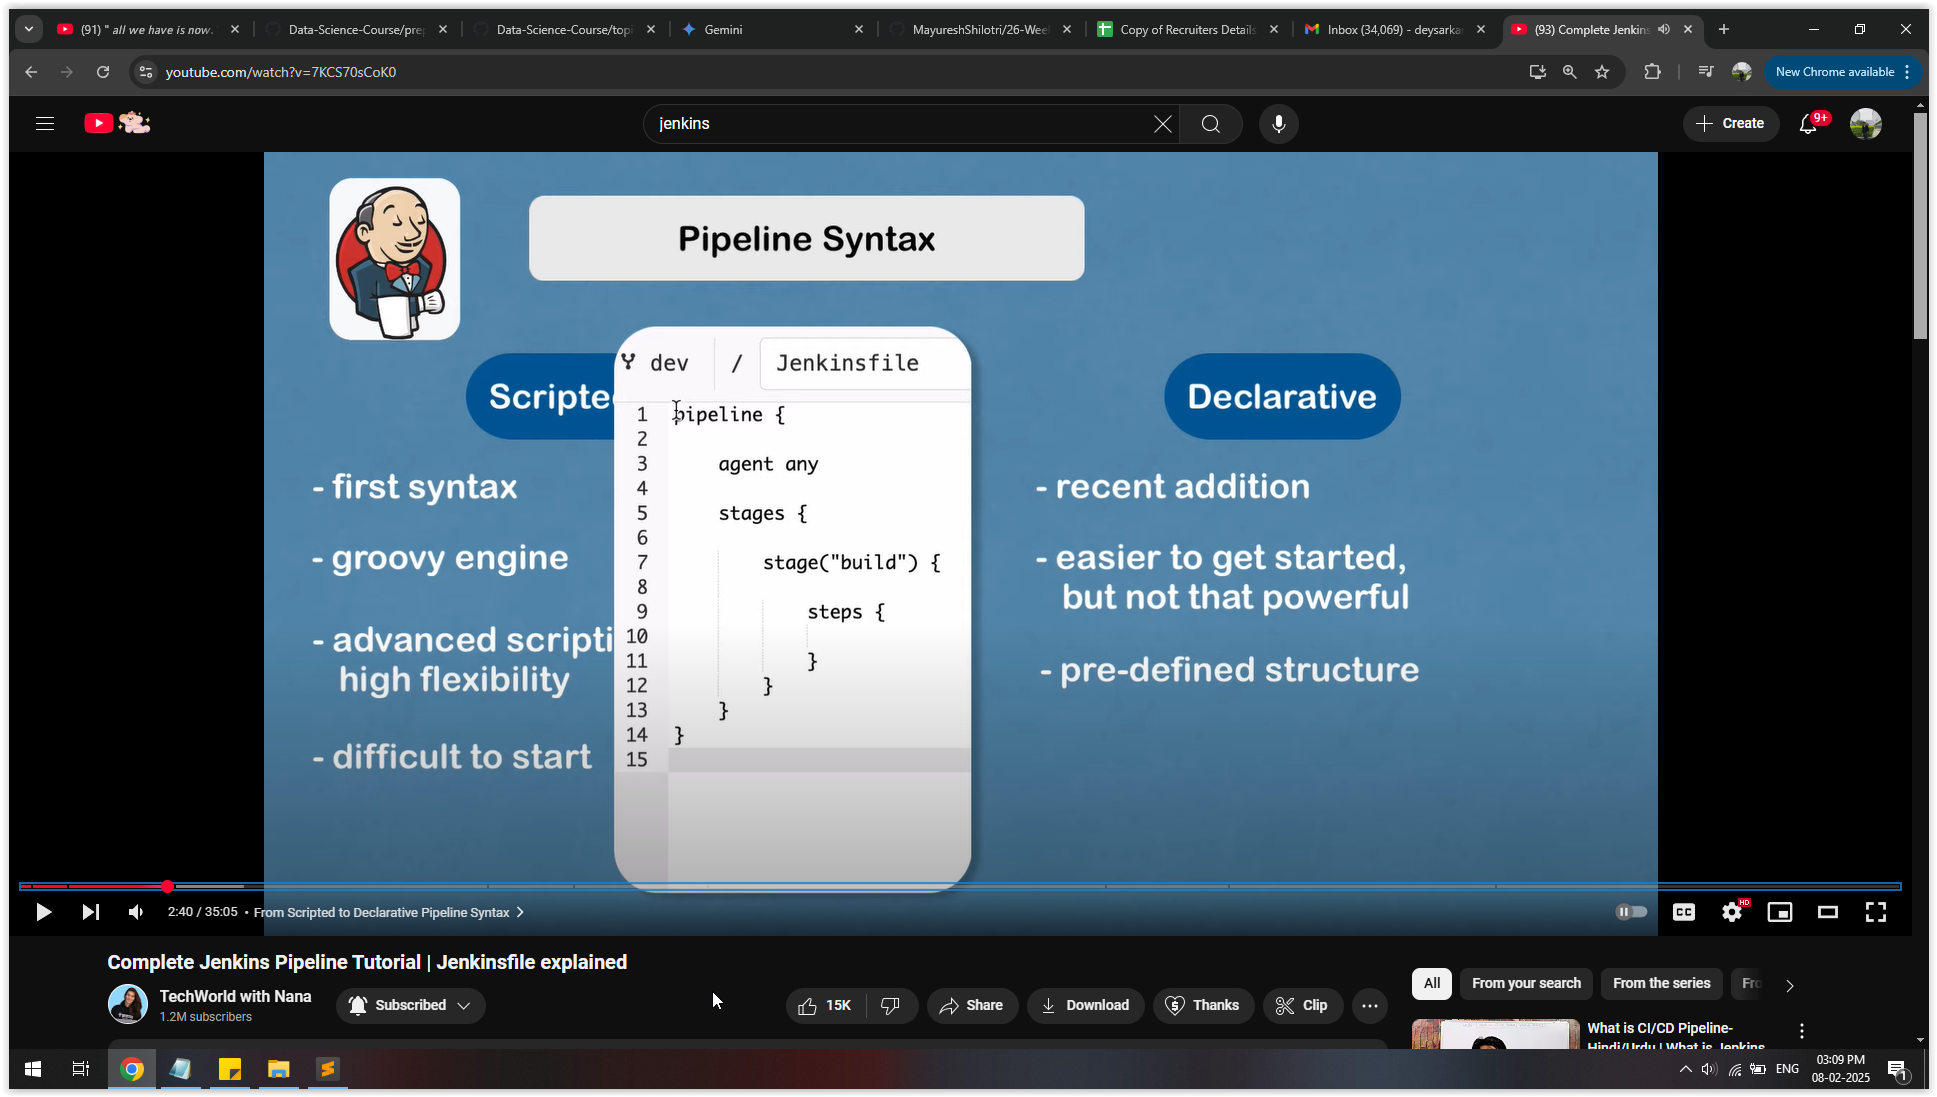 (91) " all we have is now.
Data-Science-Course/prep
Data-Science-Course/topi
Gemini
MayureshShilotri/26-Wee
Copy of Recruiters Details
Inbox (34,069) - deysarkar
(93) Complete Jenkins
youtube.com/watch?v=7KCS70sCoK0
New Chrome available
jenkins
Create
9+
Pipeline Syntax
Scripte
- first syntax
- groovy engine
- advanced scripti
high flexibility
- difficult to start
dev / Jenkinsfile
1 pipeline {
2
3 agent any
4
5 stages {
6
7 stage("build") {
8
9 steps {
10
11 }
12 }
13 }
14 }
15
Declarative
- recent addition
- easier to get started,
but not that powerful
- pre-defined structure
2:40 / 35:05 • From Scripted to Declarative Pipeline Syntax
CC
HD
Complete Jenkins Pipeline Tutorial | Jenkinsfile explained
TechWorld with Nana
1.2M subscribers
Subscribed
15K
Share
Download
Thanks
Clip
All
From your search
From the series
Fro
What is CI/CD Pipeline-
Hindi/Urdu | What is Jenkins
ENG
03:09 PM
08-02-2025
1